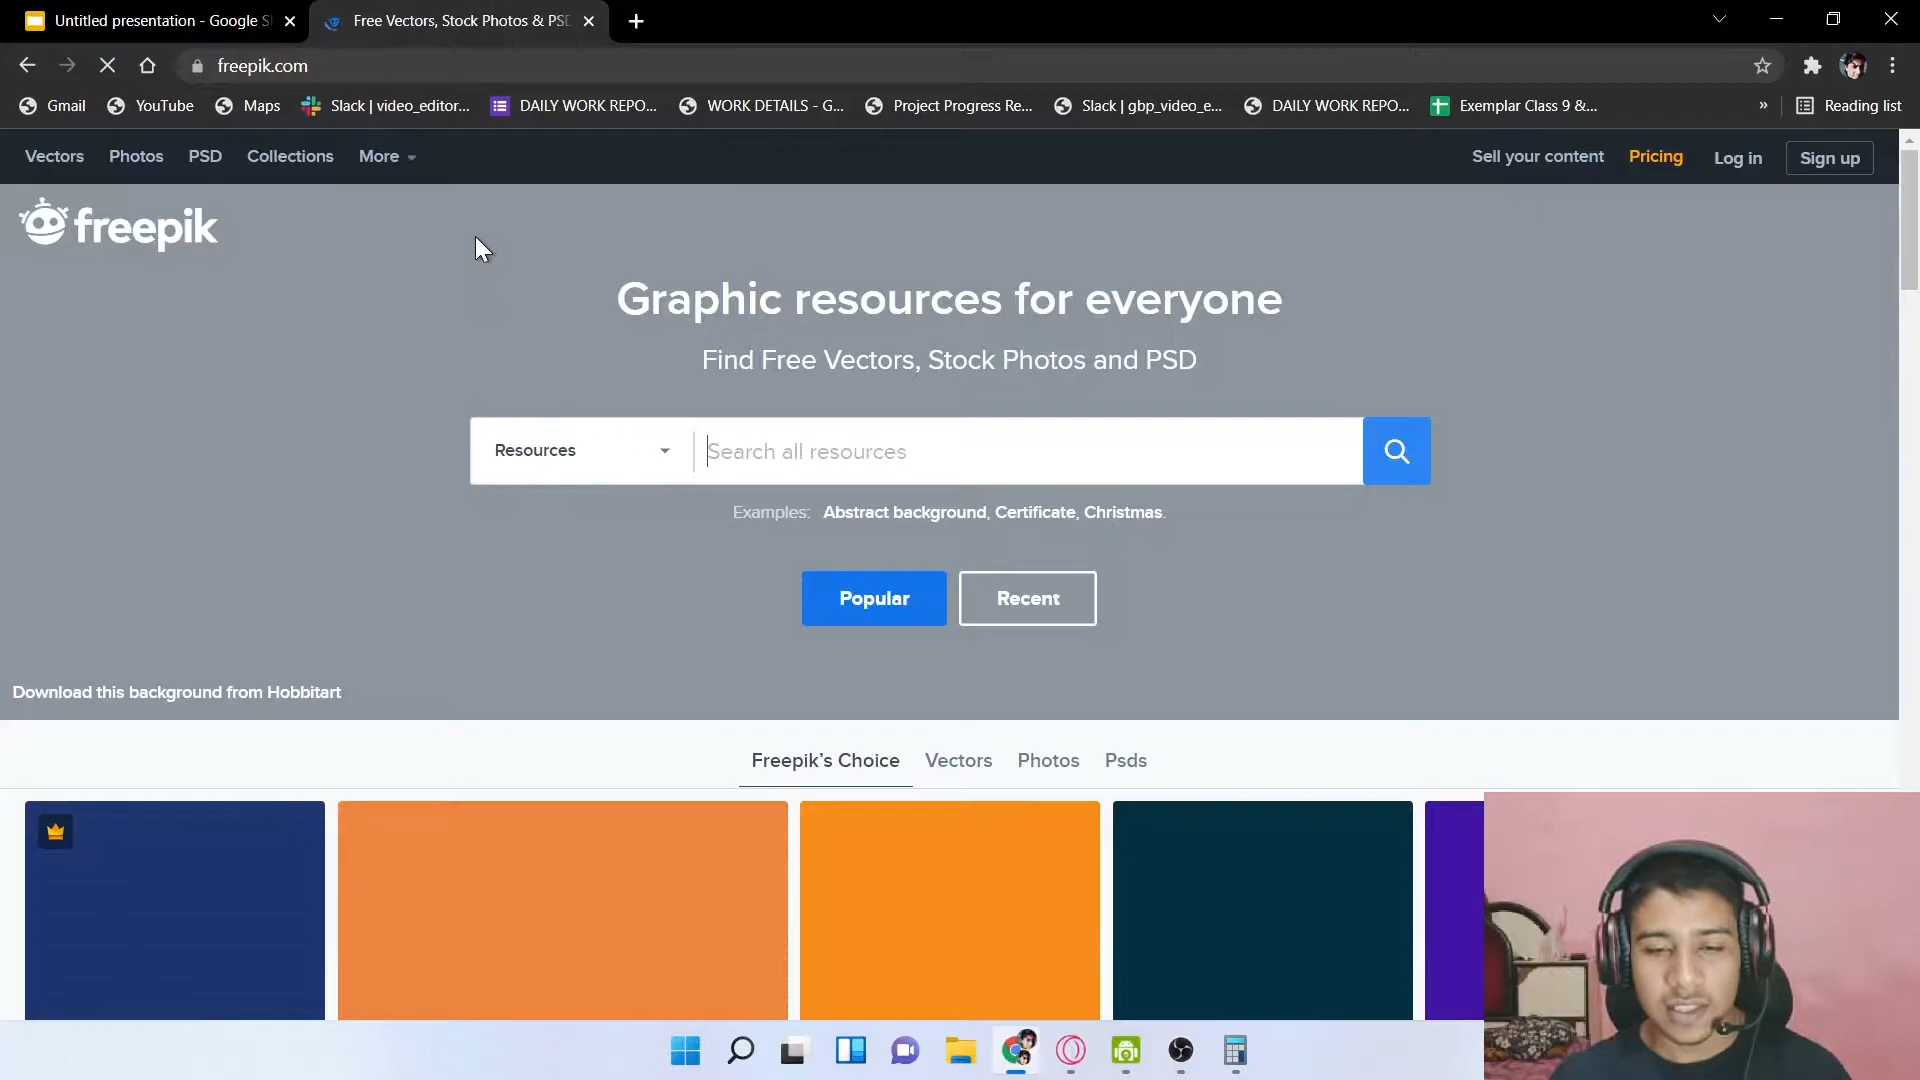 Untitled presentation - Google S
Free Vectors, Stock Photos & PSD
freepik.com
Gmail
YouTube
Maps
Slack | video_editor...
DAILY WORK REPO...
WORK DETAILS - G...
Project Progress Re...
Slack | gbp_video_e...
DAILY WORK REPO...
Exemplar Class 9 &...
»
Reading list
Vectors
Photos
PSD
Collections
More
Sell your content
Pricing
Log in
Sign up
freepik
Graphic resources for everyone
Find Free Vectors, Stock Photos and PSD
Resources
Search all resources
Examples: Abstract background, Certificate, Christmas.
Popular
Recent
Download this background from Hobbitart
Freepik's Choice
Vectors
Photos
Psds